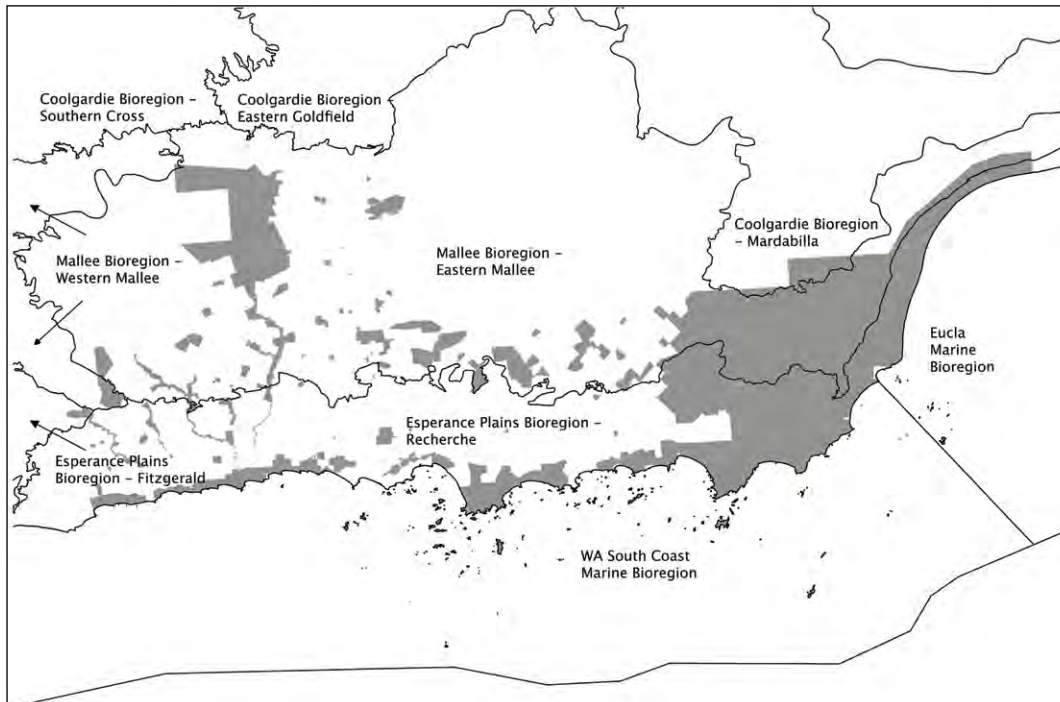 Coolgardie Bioregion –
Southern Cross
Coolgardie Bioregion
Eastern Goldfield
Coolgardie Bioregion
– Mardabilla
Mallee Bioregion –
Western Mallee
Mallee Bioregion –
Eastern Mallee
Eucla
Marine
Bioregion
Esperance Plains Bioregion –
Recherche
Esperance Plains
Bioregion – Fitzgerald
WA South Coast
Marine Bioregion